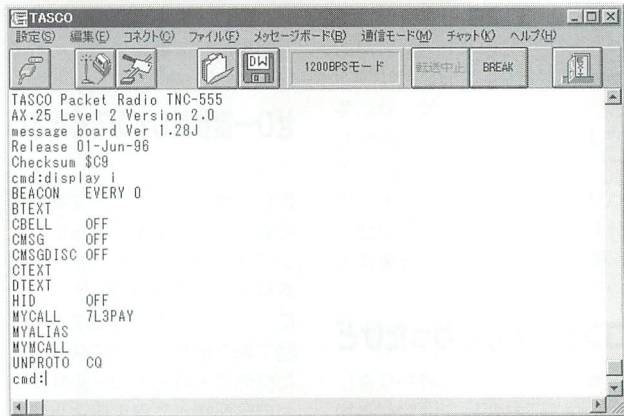 TASCO
設定(S) 編集(E) コネクト(C) ファイル(F) メッセージボード(B) 通信モード(M) チャット(K) ヘルプ(H)
DW 1200BPSモード 転送中止 BREAK
TASCO Packet Radio TNC-555
AX.25 Level 2 Version 2.0
message board Ver 1.28J
Release 01-Jun-96
Checksum $C9
cmd:display i
BEACON EVERY 0
BTEXT
CBELL OFF
CMSG OFF
CMSGDISC OFF
CTEXT
DTEXT
HID OFF
MYCALL 7L3PAY
MYALIAS
MYMCALL
UNPROTO CQ
cmd: